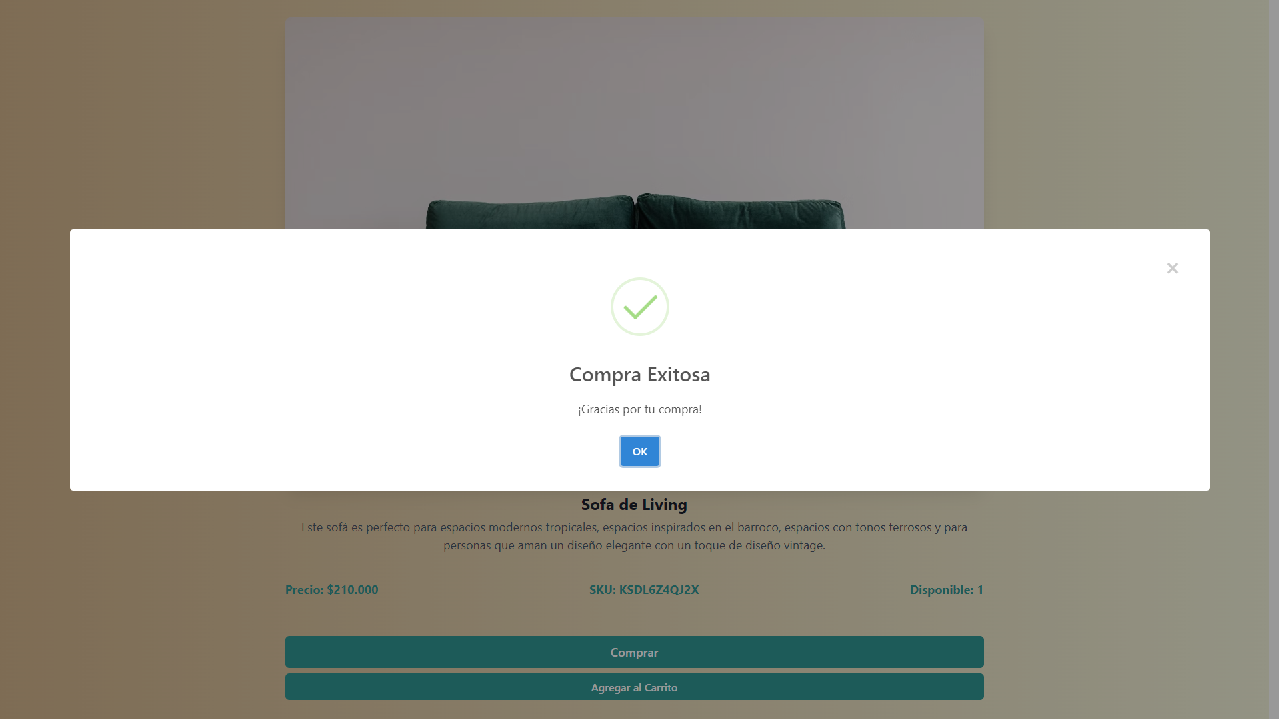 ×
Compra Exitosa
¡Gracias por tu compra!
OK
Sofa de Living
Este sofá es perfecto para espacios modernos tropicales, espacios inspirados en el barroco, espacios con tonos terrosos y para
personas que aman un diseño elegante con un toque de diseño vintage.
Precio: $210.000 SKU: KSDL6Z4QJ2X Disponible: 1
Comprar
Agregar al Carrito